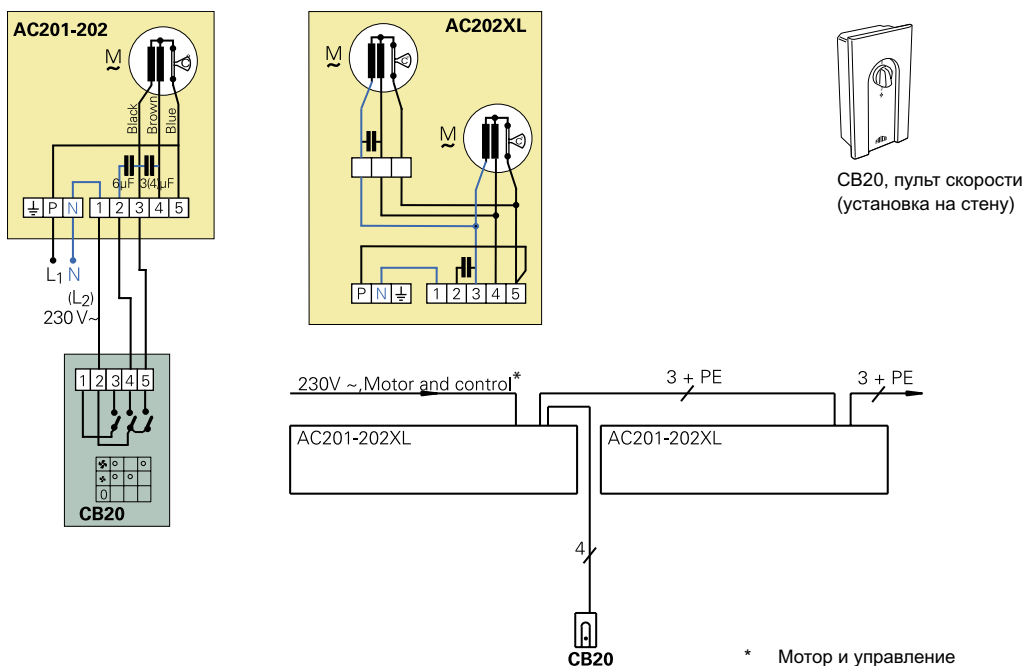 AC201-202
M
~
Black
Brown
Blue
6µF 3(4)µF
P N 1 2 3 4 5
L1 N
(L2)
230 V~
1 2 3 4 5
0
CB20
AC202XL
M
~
M
~
P N 1 2 3 4 5
CB20, пульт скорости
(установка на стену)
230V ~,Motor and control*
3 + PE
3 + PE
AC201-202XL
AC201-202XL
4
CB20
* Мотор и управление